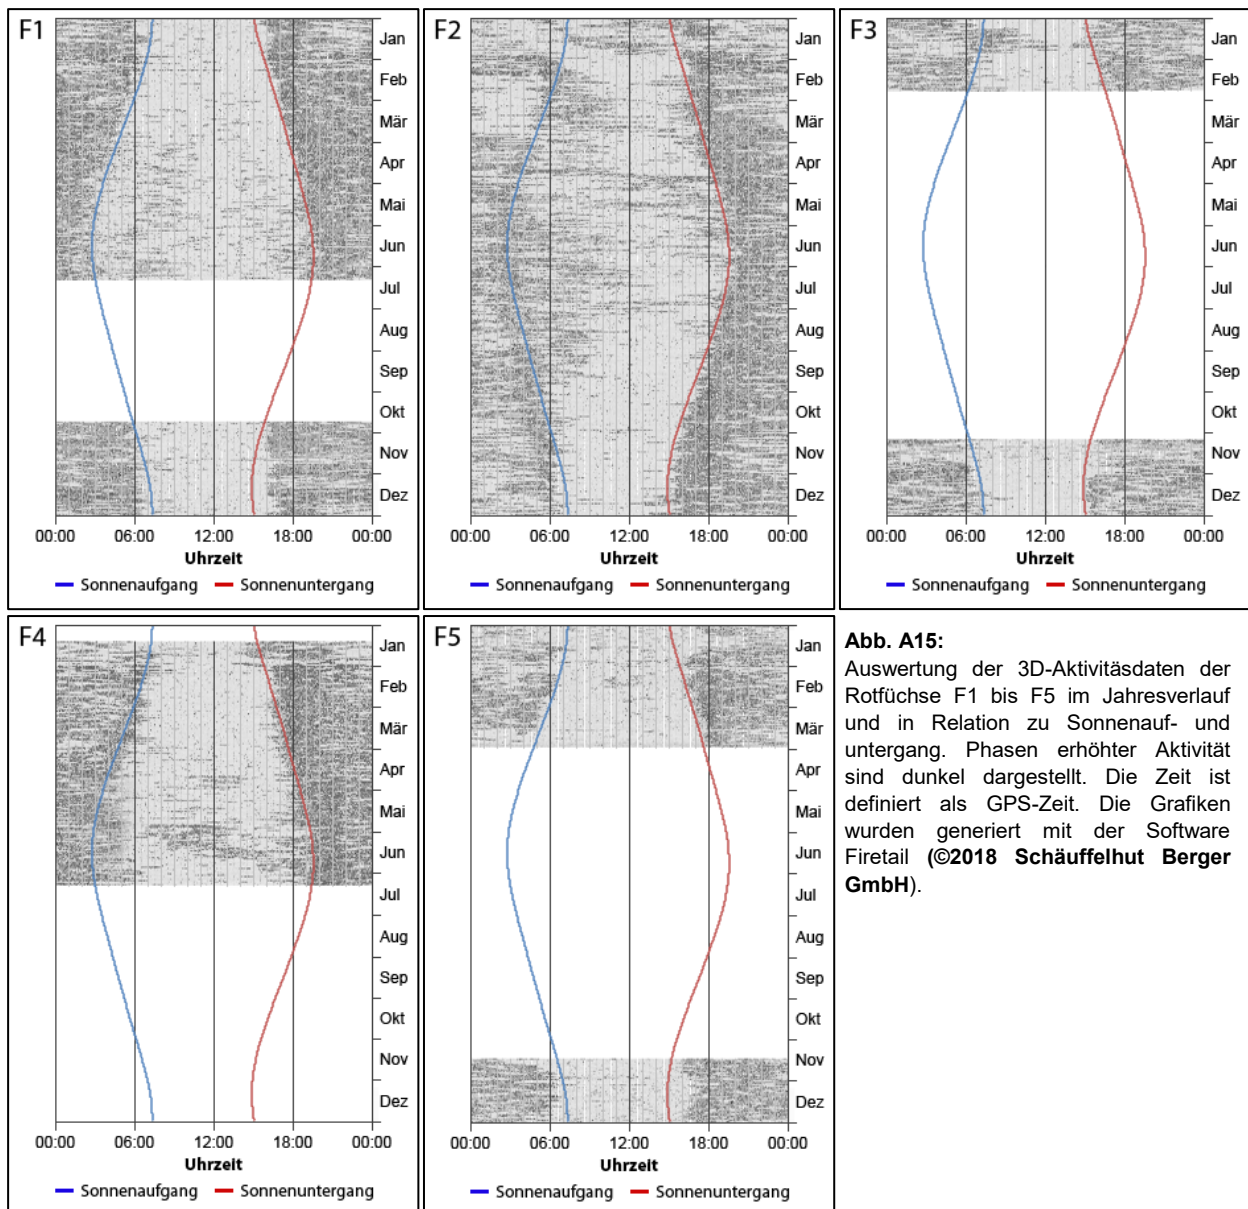 F1
Jan
Feb
Mär
Apr
Mai
Jun
Jul
Aug
Sep
Okt
Nov
Dez
00:00 06:00 12:00 18:00 00:00
Uhrzeit
Sonnenaufgang Sonnenuntergang
F2
Jan
Feb
Mär
Apr
Mai
Jun
Jul
Aug
Sep
Okt
Nov
Dez
00:00 06:00 12:00 18:00 00:00
Uhrzeit
Sonnenaufgang Sonnenuntergang
F3
Jan
Feb
Mär
Apr
Mai
Jun
Jul
Aug
Sep
Okt
Nov
Dez
00:00 06:00 12:00 18:00 00:00
Uhrzeit
Sonnenaufgang Sonnenuntergang
F4
Jan
Feb
Mär
Apr
Mai
Jun
Jul
Aug
Sep
Okt
Nov
Dez
00:00 06:00 12:00 18:00 00:00
Uhrzeit
Sonnenaufgang Sonnenuntergang
F5
Jan
Feb
Mär
Apr
Mai
Jun
Jul
Aug
Sep
Okt
Nov
Dez
00:00 06:00 12:00 18:00 00:00
Uhrzeit
Sonnenaufgang Sonnenuntergang
Abb. A15:
Auswertung der 3D-Aktivitäsdaten der
Rotfüchse F1 bis F5 im Jahresverlauf
und in Relation zu Sonnenauf- und
untergang. Phasen erhöhter Aktivität
sind dunkel dargestellt. Die Zeit ist
definiert als GPS-Zeit. Die Grafiken
wurden generiert mit der Software
Firetail (©2018 Schäuffelhut Berger
GmbH).